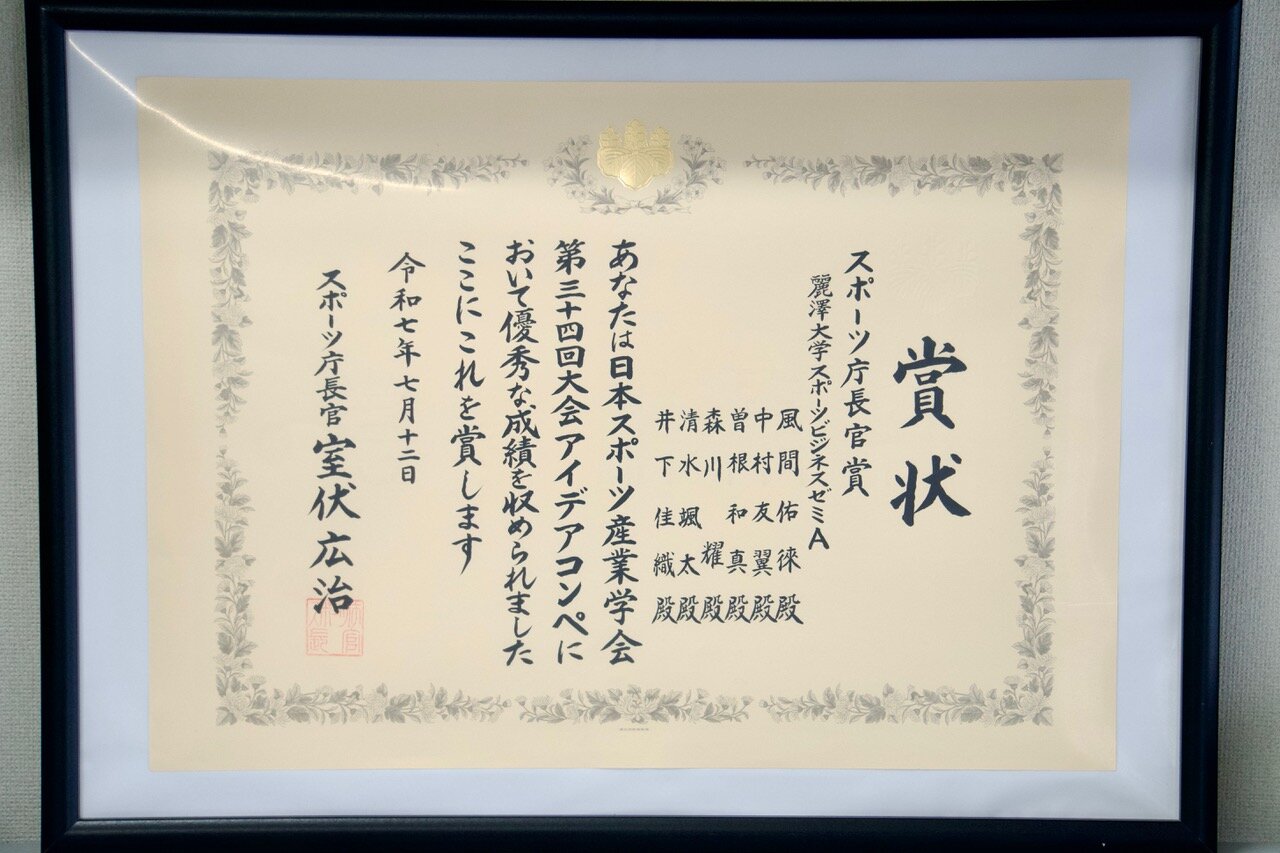 賞状
スポーツ庁長官賞
麗澤大学スポーツビジネスゼミA
風間佑徠殿
中村友翼殿
曽根和真殿
森川耀殿
清水颯太殿
井下佳織殿
あなたは日本スポーツ産業学会
第三十四回大会アイデアコンペに
おいて優秀な成績を収められました
ここにこれを賞します
令和七年七月十二日
スポーツ庁長官 室伏広治